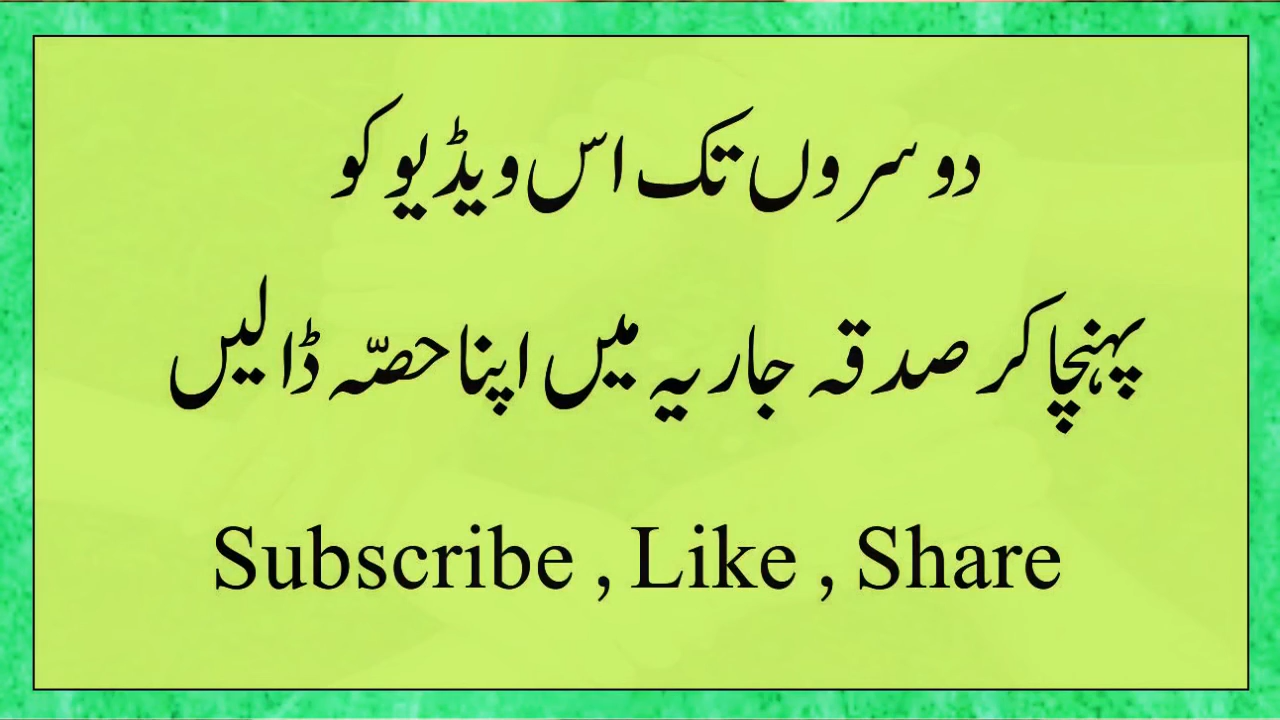 دوسروں تک اس ویڈیو کو
پہنچا کر صدقہ جاریہ میں اپنا حصّہ ڈالیں
Subscribe , Like , Share